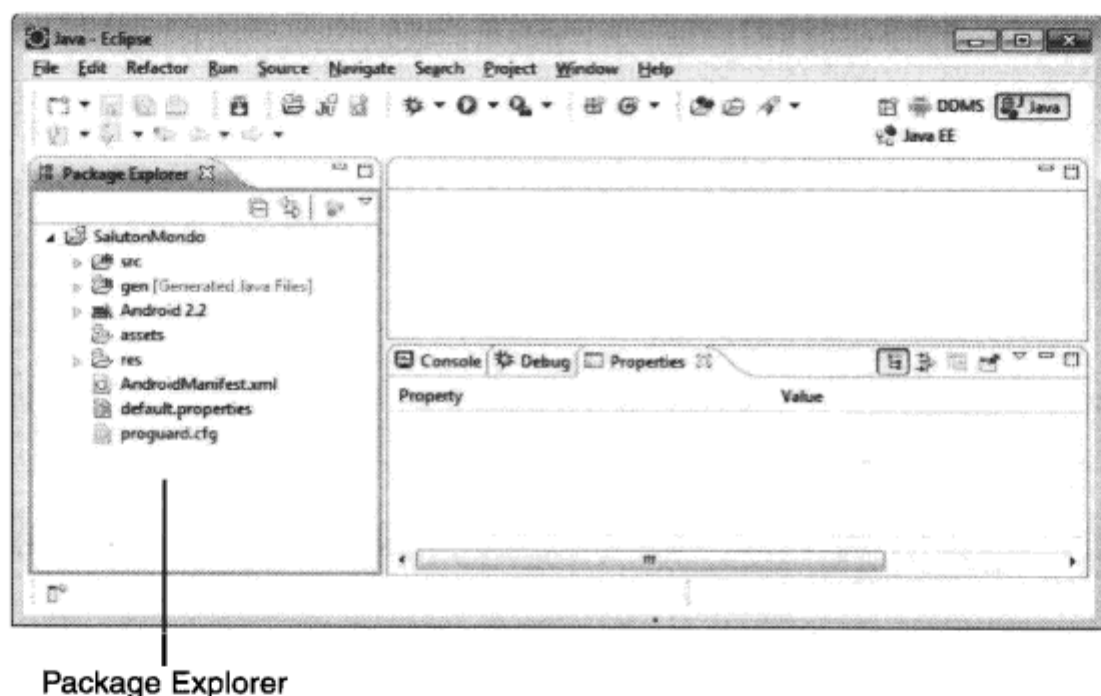 Java - Eclipse
File Edit Refactor Run Source Navigate Search Project Window Help
DDMS Java
Java EE
Package Explorer
SalutonMondo
src
gen [Generated Java Files]
Android 2.2
assets
res
AndroidManifest.xml
default.properties
proguard.cfg
Console Debug Properties
Property Value
Package Explorer